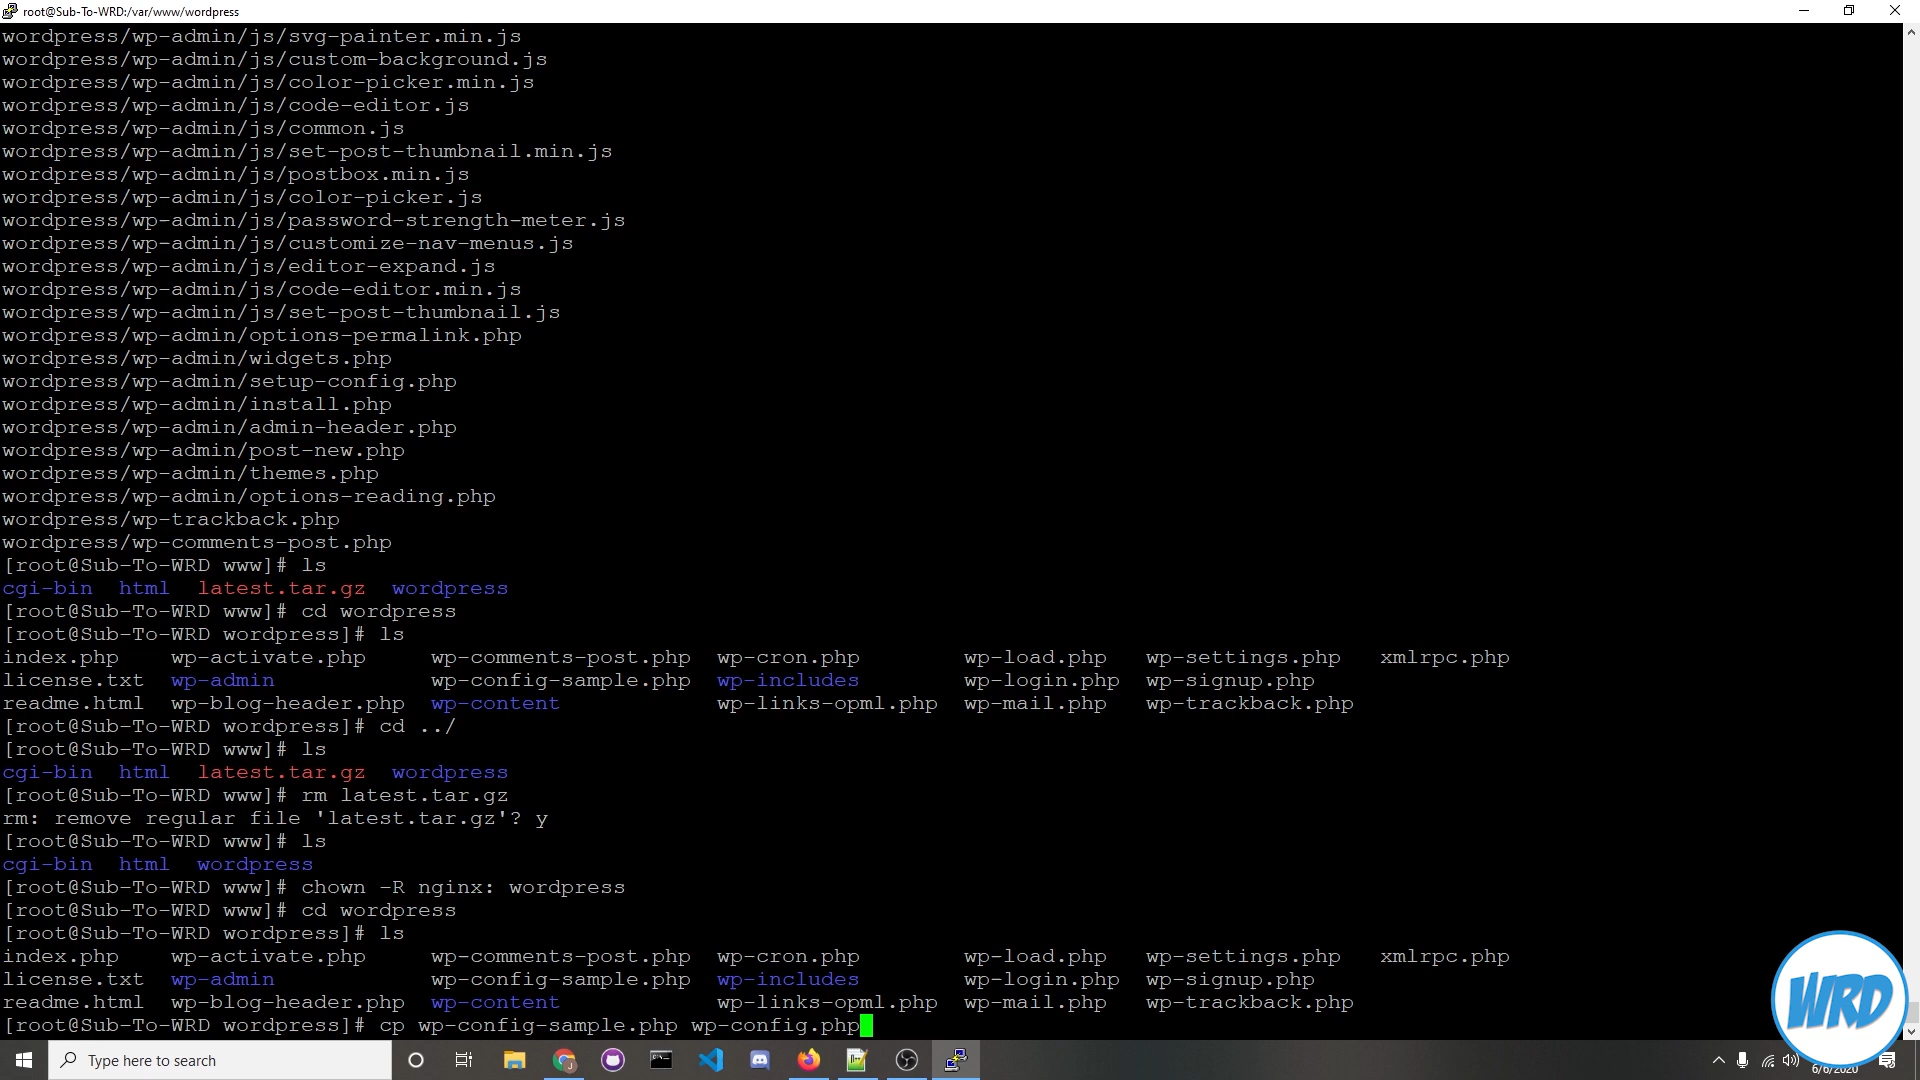 root@Sub-To-WRD:/var/www/wordpress
wordpress/wp-admin/js/svg-painter.min.js
wordpress/wp-admin/js/custom-background.js
wordpress/wp-admin/js/color-picker.min.js
wordpress/wp-admin/js/code-editor.js
wordpress/wp-admin/js/common.js
wordpress/wp-admin/js/set-post-thumbnail.min.js
wordpress/wp-admin/js/postbox.min.js
wordpress/wp-admin/js/color-picker.js
wordpress/wp-admin/js/password-strength-meter.js
wordpress/wp-admin/js/customize-nav-menus.js
wordpress/wp-admin/js/editor-expand.js
wordpress/wp-admin/js/code-editor.min.js
wordpress/wp-admin/js/set-post-thumbnail.js
wordpress/wp-admin/options-permalink.php
wordpress/wp-admin/widgets.php
wordpress/wp-admin/setup-config.php
wordpress/wp-admin/install.php
wordpress/wp-admin/admin-header.php
wordpress/wp-admin/post-new.php
wordpress/wp-admin/themes.php
wordpress/wp-admin/options-reading.php
wordpress/wp-trackback.php
wordpress/wp-comments-post.php
[root@Sub-To-WRD www]# ls
cgi-bin html latest.tar.gz wordpress
[root@Sub-To-WRD www]# cd wordpress
[root@Sub-To-WRD wordpress]# ls
index.php wp-activate.php wp-comments-post.php wp-cron.php wp-load.php wp-settings.php xmlrpc.php
license.txt wp-admin wp-config-sample.php wp-includes wp-login.php wp-signup.php
readme.html wp-blog-header.php wp-content wp-links-opml.php wp-mail.php wp-trackback.php
[root@Sub-To-WRD wordpress]# cd ../
[root@Sub-To-WRD www]# ls
cgi-bin html latest.tar.gz wordpress
[root@Sub-To-WRD www]# rm latest.tar.gz
rm: remove regular file 'latest.tar.gz'? y
[root@Sub-To-WRD www]# ls
cgi-bin html wordpress
[root@Sub-To-WRD www]# chown -R nginx: wordpress
[root@Sub-To-WRD www]# cd wordpress
[root@Sub-To-WRD wordpress]# ls
index.php wp-activate.php wp-comments-post.php wp-cron.php wp-load.php wp-settings.php xmlrpc.php
license.txt wp-admin wp-config-sample.php wp-includes wp-login.php wp-signup.php
readme.html wp-blog-header.php wp-content wp-links-opml.php wp-mail.php wp-trackback.php
[root@Sub-To-WRD wordpress]# cp wp-config-sample.php wp-config.php
WRD
Type here to search
6/6/2020